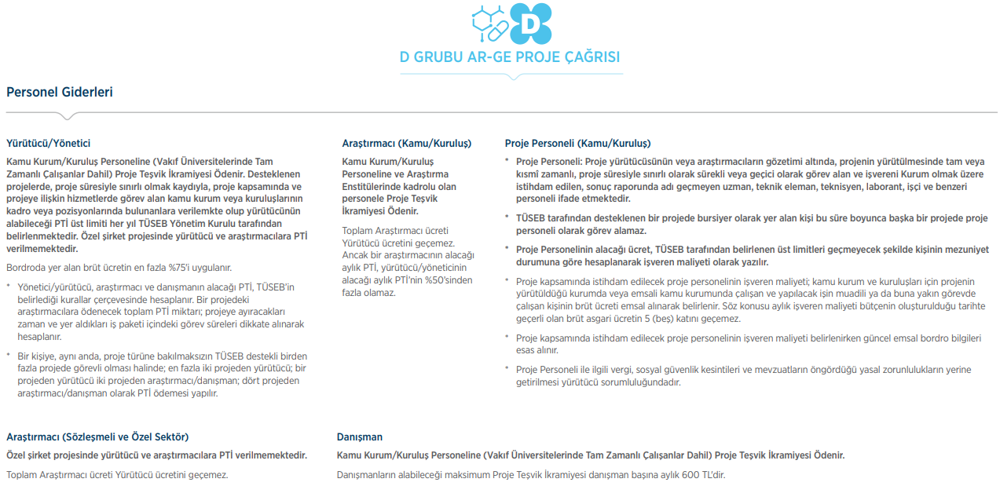 D
D GRUBU AR-GE PROJE ÇAĞRISI
Personel Giderleri
Yürütücü/Yönetici
Kamu Kurum/Kuruluş Personeline (Vakıf Üniversitelerinde Tam
Zamanlı Çalışanlar Dahil) Proje Teşvik İkramiyesi Ödenir. Desteklenen
projelerde, proje süresiyle sınırlı olmak kaydıyla, proje kapsamında ve
projeye ilişkin hizmetlerde görev alan kamu kurum veya kuruluşlarının
kadro veya pozisyonlarında bulunanlara verilemkte olup yürütücünün
alabileceği PTİ üst limiti her yıl TÜSEB Yönetim Kurulu tarafından
belirlenmektedir. Özel şirket projesinde yürütücü ve araştırmacılara PTİ
verilmemektedir.
Bordroda yer alan brüt ücretin en fazla %75'i uygulanır.
* Yönetici/yürütücü, araştırmacı ve danışmanın alacağı PTİ, TÜSEB'in
belirlediği kurallar çerçevesinde hesaplanır. Bir projedeki
araştırmacılara ödenecek toplam PTİ miktarı; projeye ayıracakları
zaman ve yer aldıkları iş paketi içindeki görev süreleri dikkate alınarak
hesaplanır.
* Bir kişiye, aynı anda, proje türüne bakılmaksızın TÜSEB destekli birden
fazla projede görevli olması halinde; en fazla iki projeden yürütücü; bir
projeden yürütücü iki projeden araştırmacı/danışman; dört projeden
araştırmacı/danışman olarak PTİ ödemesi yapılır.
Araştırmacı (Kamu/Kuruluş)
Kamu Kurum/Kuruluş
Personeline ve Araştırma
Enstitülerinde kadrolu olan
personele Proje Teşvik
İkramiyesi Ödenir.
Toplam Araştırmacı ücreti
Yürütücü ücretini geçemez.
Ancak bir araştırmacının alacağı
aylık PTİ, yürütücü/yöneticinin
alacağı aylık PTİ'nin %50'sinden
fazla olamaz.
Proje Personeli (Kamu/Kuruluş)
* Proje Personeli: Proje yürütücüsünün veya araştırmacıların gözetimi altında, projenin yürütülmesinde tam veya
kısmî zamanlı, proje süresiyle sınırlı olarak sürekli veya geçici olarak görev alan ve işvereni Kurum olmak üzere
istihdam edilen, sonuç raporunda adı geçmeyen uzman, teknik eleman, teknisyen, laborant, işçi ve benzeri
personeli ifade etmektedir.
* TÜSEB tarafından desteklenen bir projede bursiyer olarak yer alan kişi bu süre boyunca başka bir projede proje
personeli olarak görev alamaz.
* Proje Personelinin alacağı ücret, TÜSEB tarafından belirlenen üst limitleri geçmeyecek şekilde kişinin mezuniyet
durumuna göre hesaplanarak işveren maliyeti olarak yazılır.
* Proje kapsamında istihdam edilecek proje personelinin işveren maliyeti; kamu kurum ve kuruluşları için projenin
yürütüldüğü kurumda veya emsali kamu kurumunda çalışan ve yapılacak işin muadili ya da buna yakın görevde
çalışan kişinin brüt ücreti emsal alınarak belirlenir. Söz konusu aylık işveren maliyeti bütçenin oluşturulduğu tarihte
geçerli olan brüt asgari ücretin 5 (beş) katını geçemez.
* Proje kapsamında istihdam edilecek proje personelinin işveren maliyeti belirlenirken güncel emsal bordro bilgileri
esas alınır.
* Proje Personeli ile ilgili vergi, sosyal güvenlik kesintileri ve mevzuatların öngördüğü yasal zorunlulukların yerine
getirilmesi yürütücü sorumluluğundadır.
Araştırmacı (Sözleşmeli ve Özel Sektör)
Özel şirket projesinde yürütücü ve araştırmacılara PTİ verilmemektedir.
Toplam Araştırmacı ücreti Yürütücü ücretini geçemez.
Danışman
Kamu Kurum/Kuruluş Personeline (Vakıf Üniversitelerinde Tam Zamanlı Çalışanlar Dahil) Proje Teşvik İkramiyesi Ödenir.
Danışmanların alabileceği maksimum Proje Teşvik İkramiyesi danışman başına aylık 600 TL'dir.